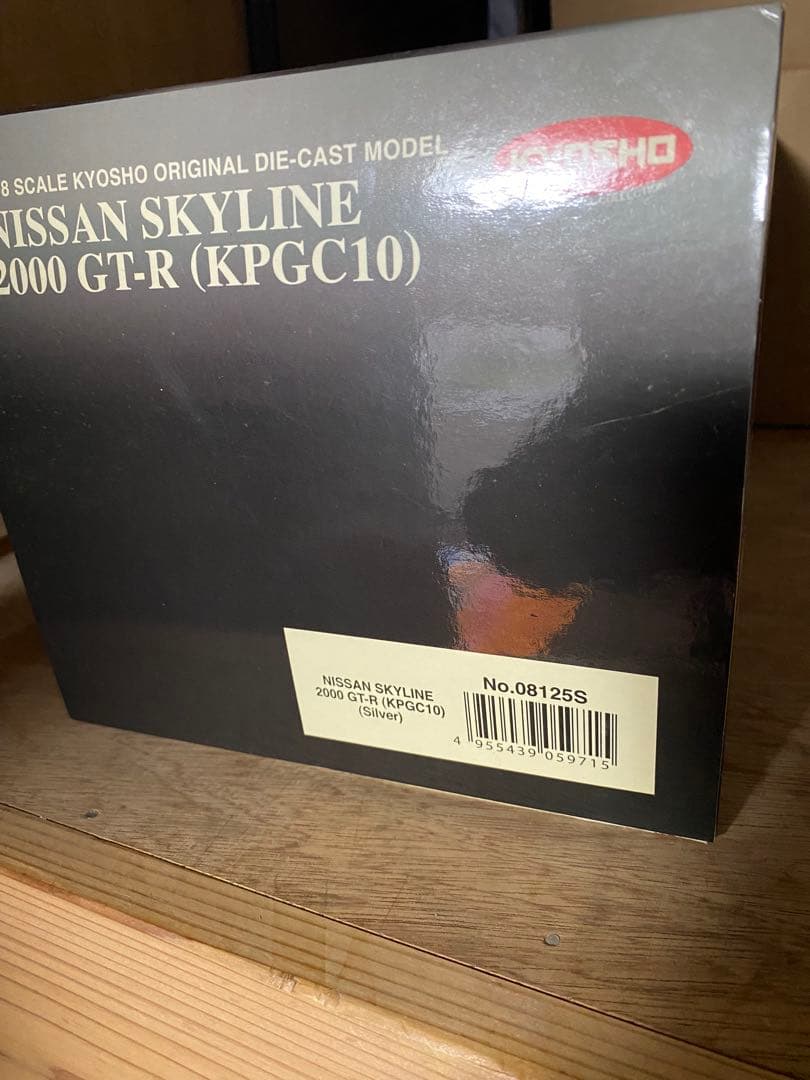 8 SCALE KYOSHO ORIGINAL DIE-CAST MODEL
KYOSHO
NISSAN SKYLINE
2000 GT-R (KPGC10)
NISSAN SKYLINE
2000 GT-R (KPGC10)
(Silver)
No.08125S
4 955439 059715